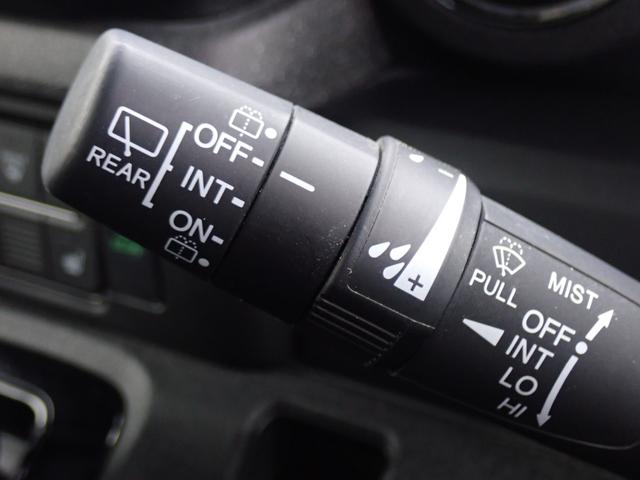 OFF
INT
ON
REAR
PULL
MIST
OFF
INT
LO
HI